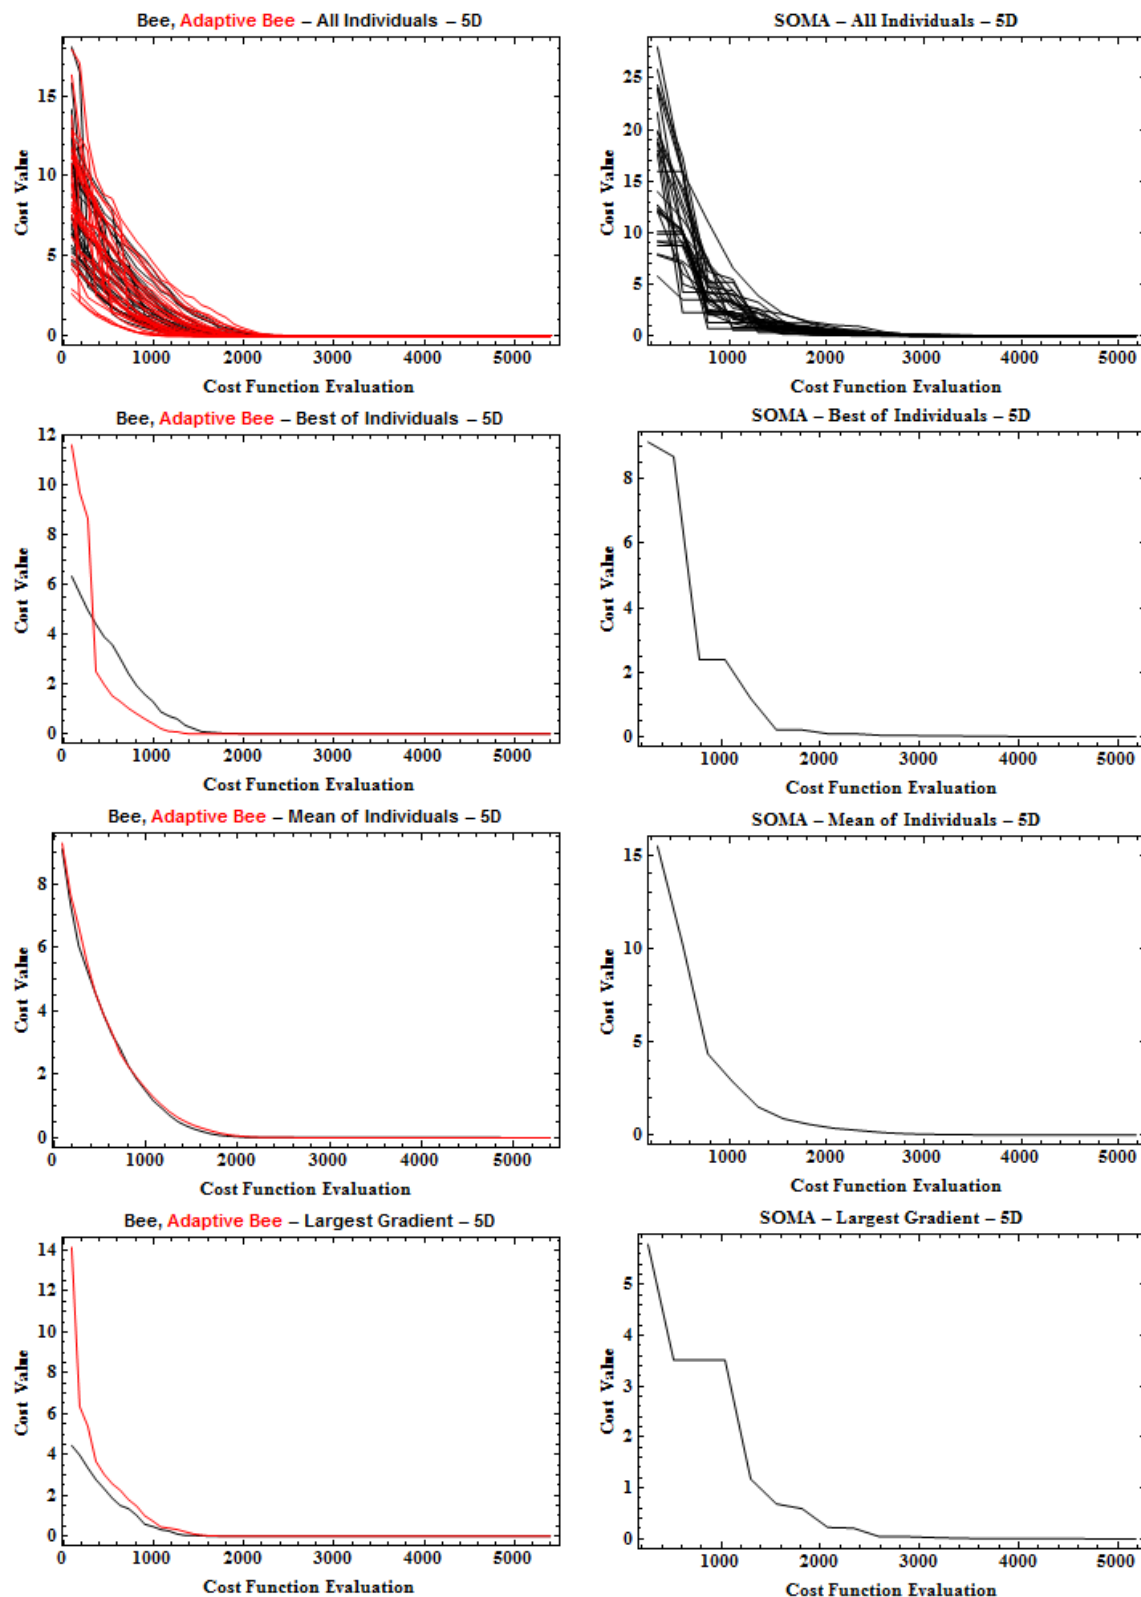 Bee, Adaptive Bee – All Individuals – 5D
Cost Value
15
10
5
0
0 1000 2000 3000 4000 5000
Cost Function Evaluation
SOMA – All Individuals – 5D
Cost Value
25
20
15
10
5
0
1000 2000 3000 4000 5000
Cost Function Evaluation
Bee, Adaptive Bee – Best of Individuals – 5D
Cost Value
12
10
8
6
4
2
0
0 1000 2000 3000 4000 5000
Cost Function Evaluation
SOMA – Best of Individuals – 5D
Cost Value
8
6
4
2
0
1000 2000 3000 4000 5000
Cost Function Evaluation
Bee, Adaptive Bee – Mean of Individuals – 5D
Cost Value
8
6
4
2
0
0 1000 2000 3000 4000 5000
Cost Function Evaluation
SOMA – Mean of Individuals – 5D
Cost Value
15
10
5
0
1000 2000 3000 4000 5000
Cost Function Evaluation
Bee, Adaptive Bee – Largest Gradient – 5D
Cost Value
14
12
10
8
6
4
2
0
0 1000 2000 3000 4000 5000
Cost Function Evaluation
SOMA – Largest Gradient – 5D
Cost Value
5
4
3
2
1
0
1000 2000 3000 4000 5000
Cost Function Evaluation